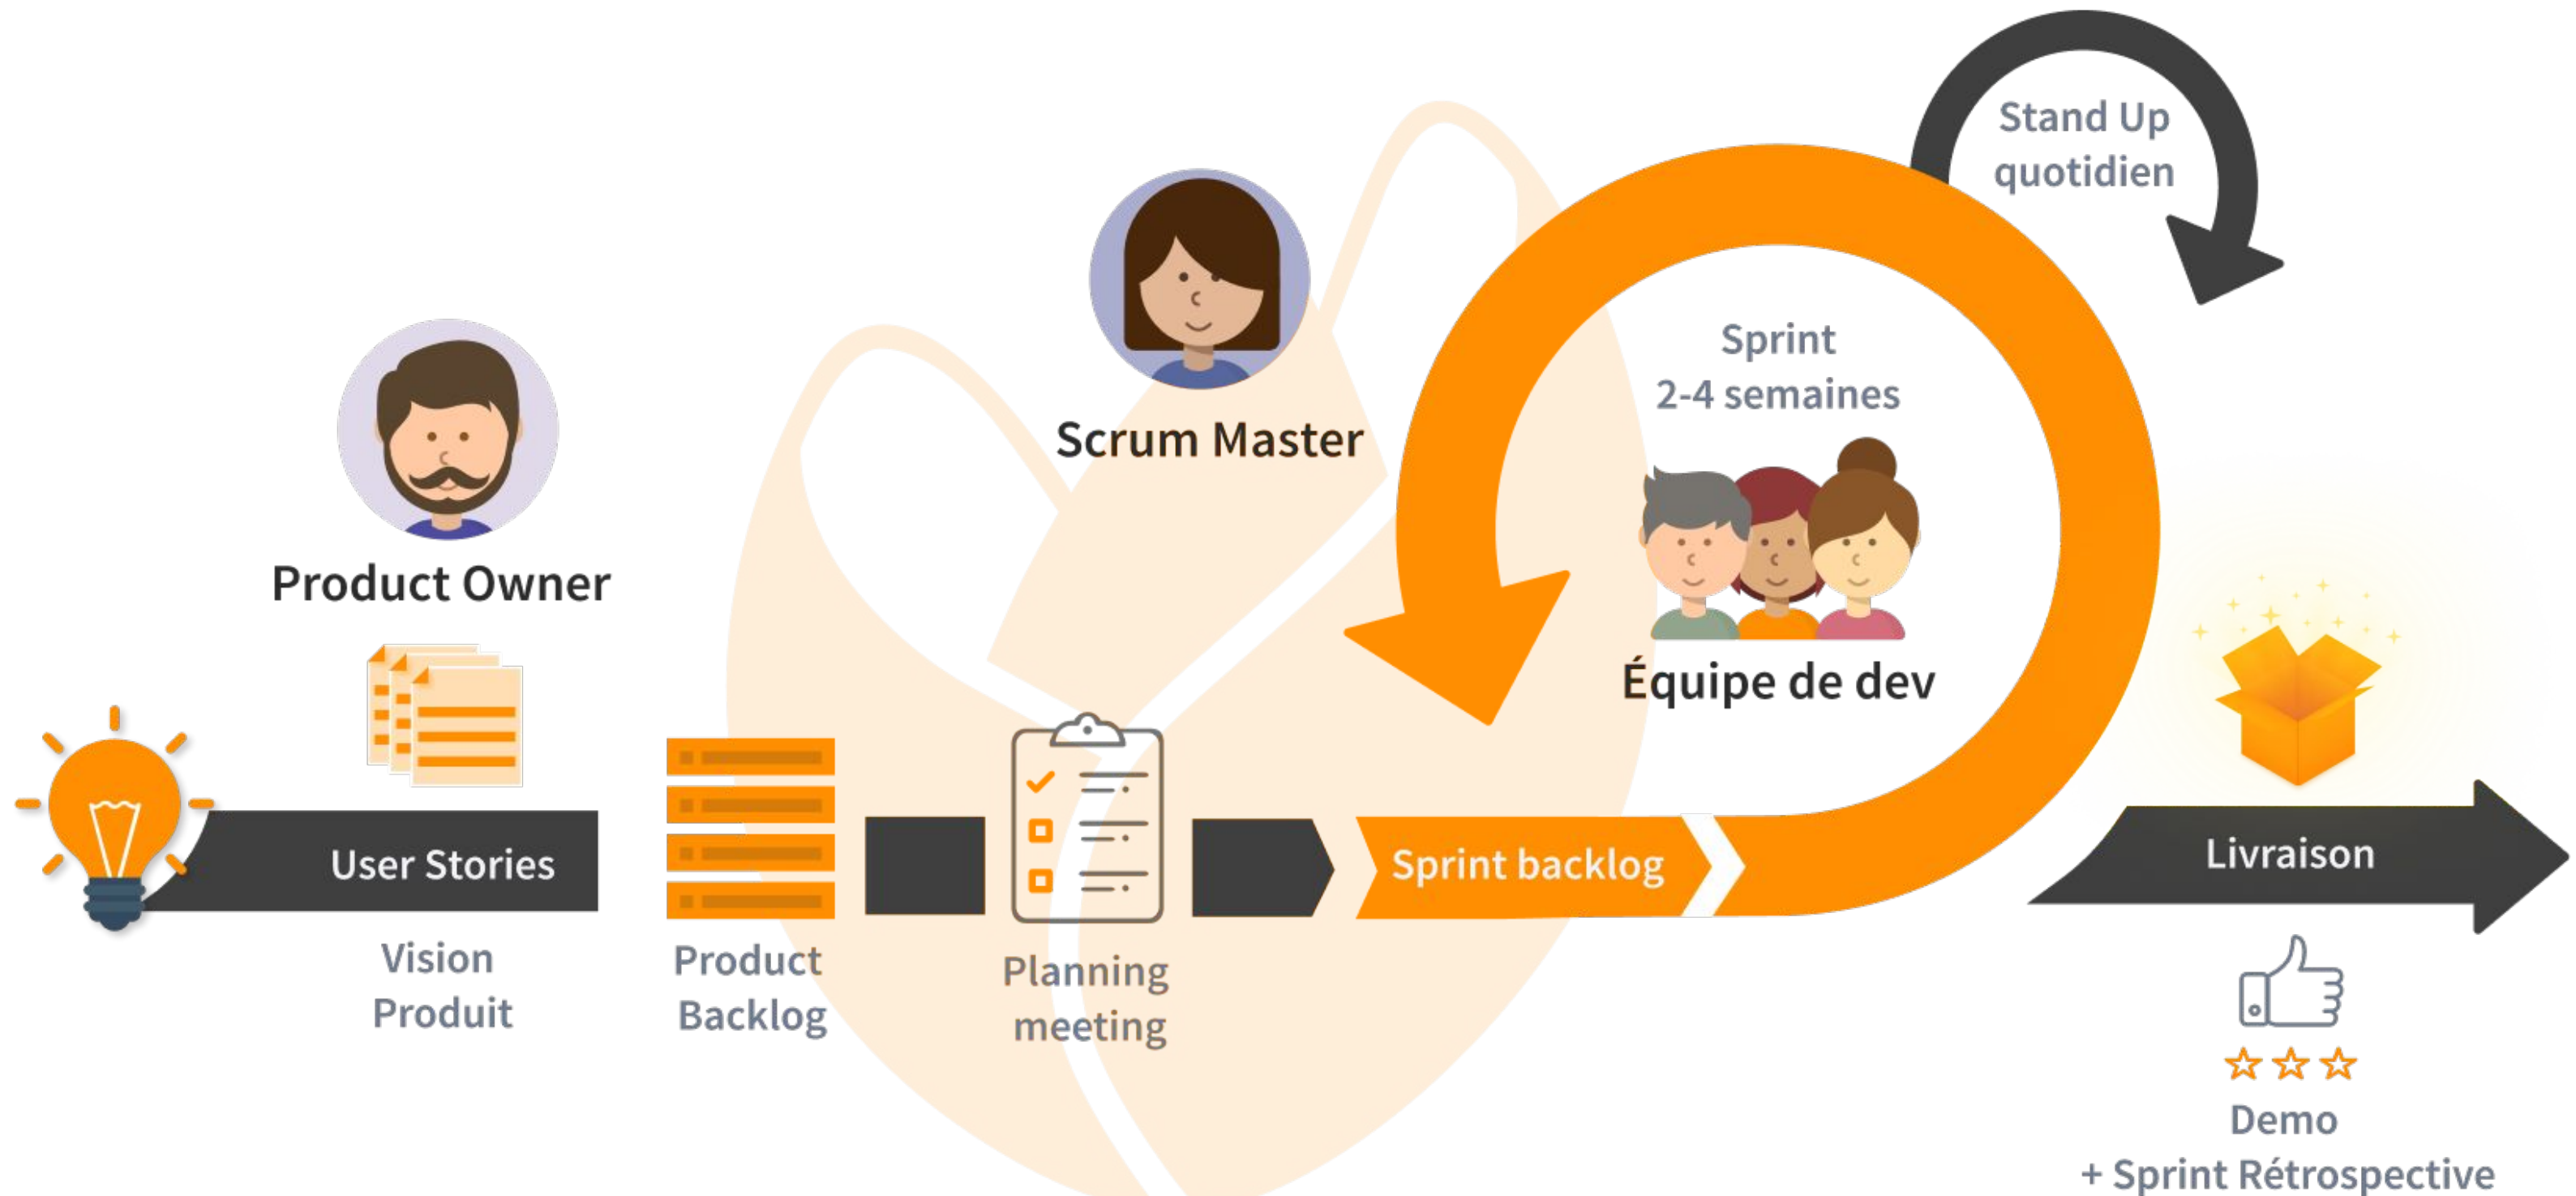 Stand Up
quotidien
Sprint
2-4 semaines
Scrum Master
Product Owner
Équipe de dev
User Stories
Sprint backlog
Livraison
Vision
Produit
Product
Backlog
Planning
meeting
Demo
+ Sprint Rétrospective